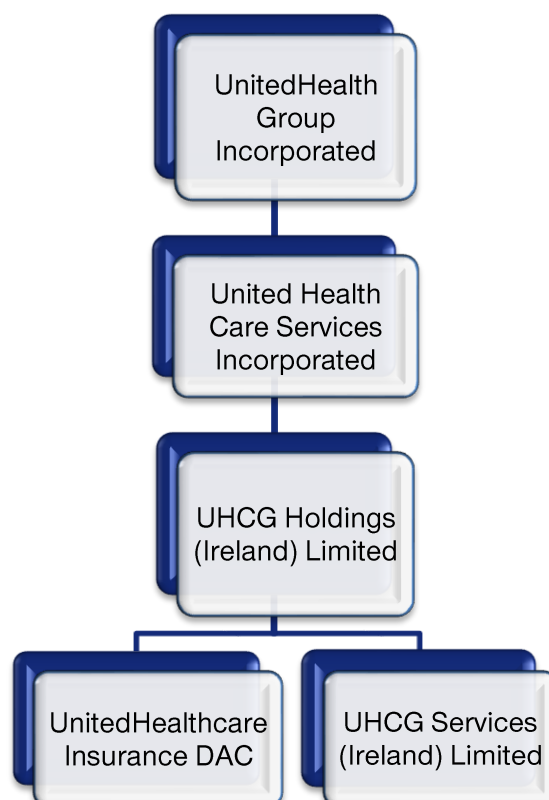 UnitedHealth
Group
Incorporated
United Health
Care Services
Incorporated
UHCG Holdings
(Ireland) Limited
UnitedHealthcare
Insurance DAC
UHCG Services
(Ireland) Limited